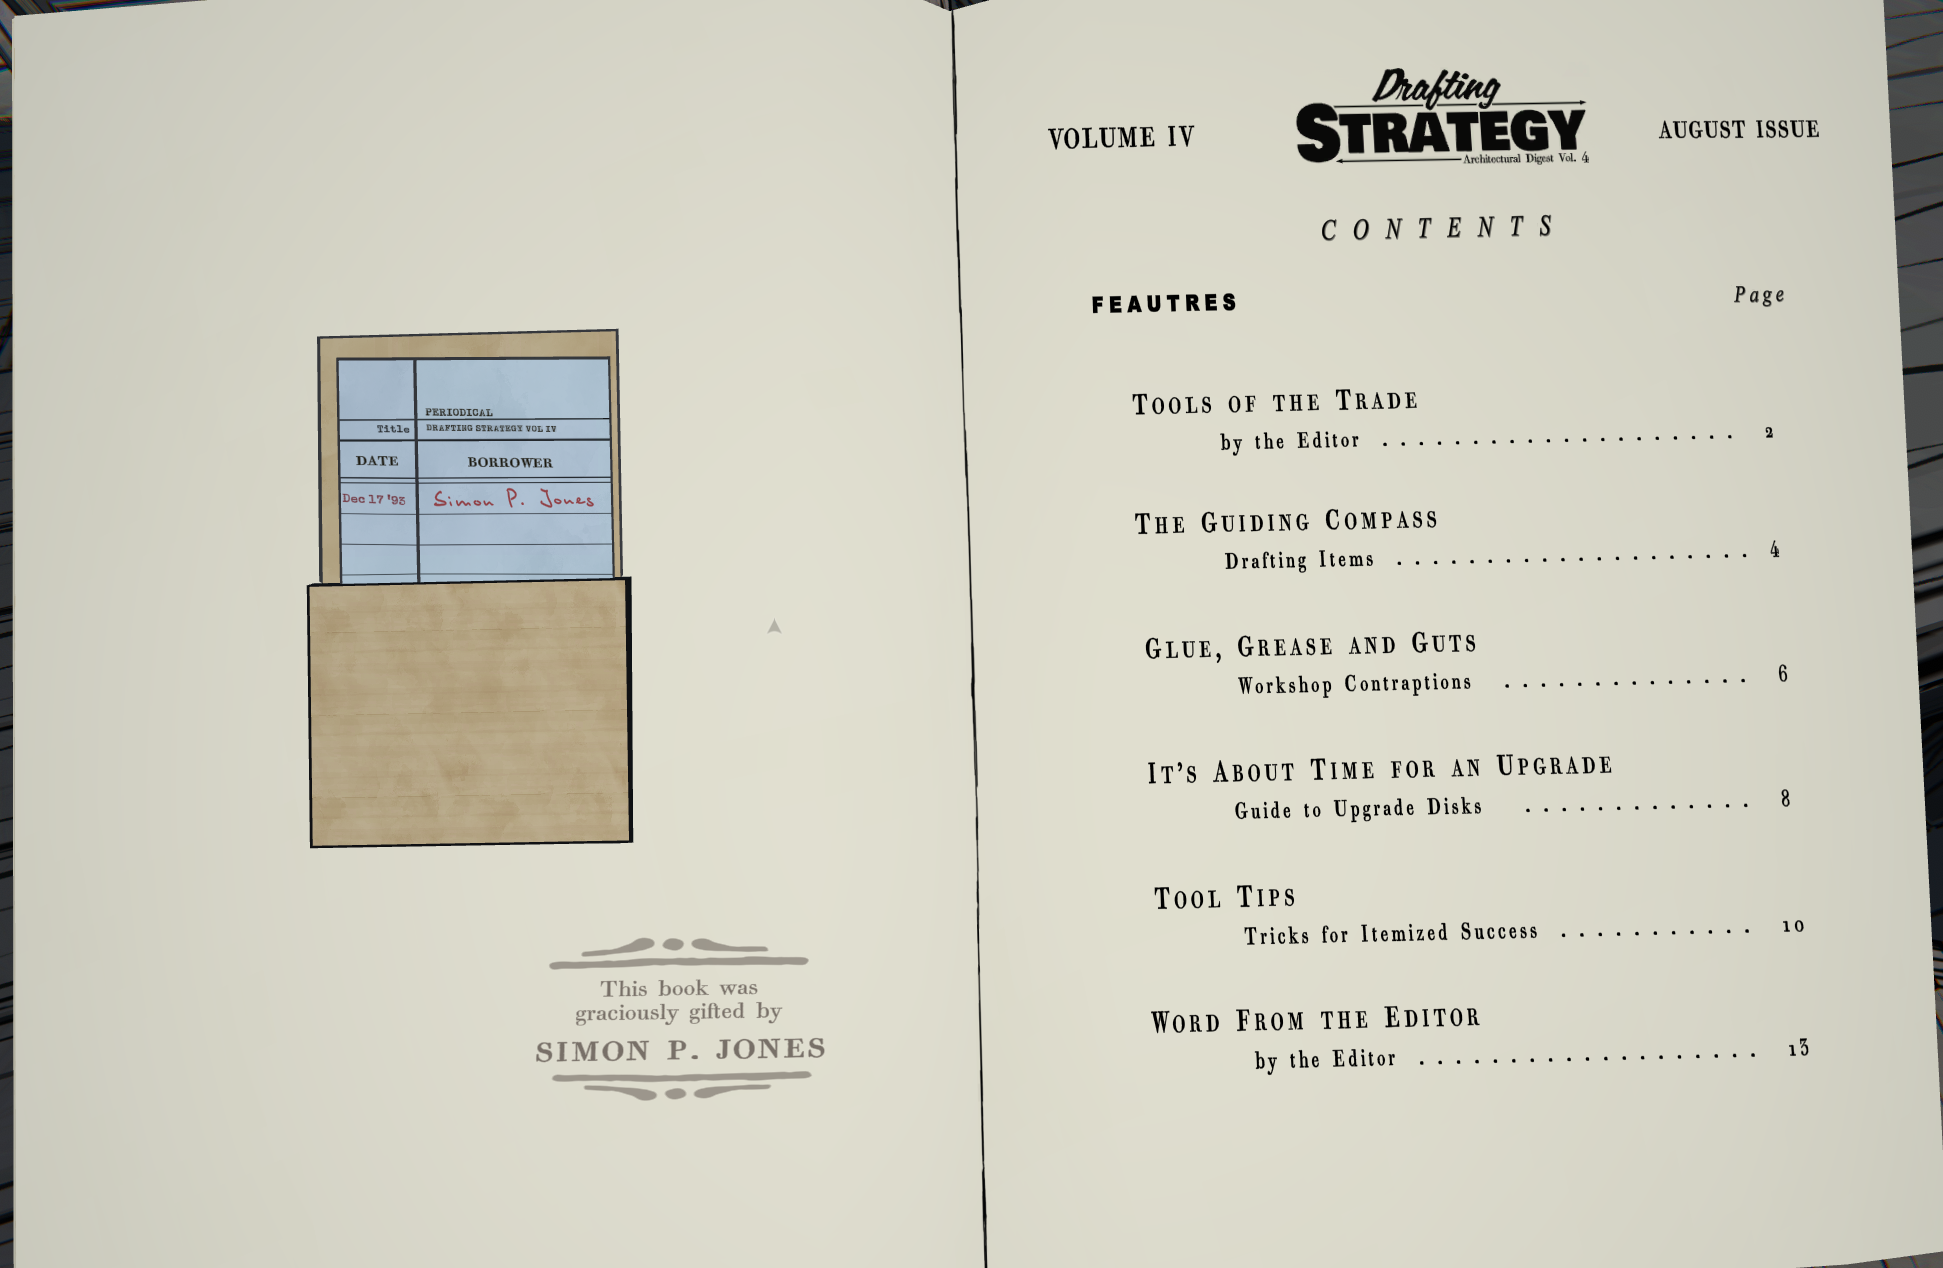 PERIODICAL
Title DRAFTING STRATEGY VOL IV
DATE BORROWER
Dec 17 '93 Simon P. Jones
This book was
graciously gifted by
SIMON P. JONES
VOLUME IV
Drafting
STRATEGY
Architectural Digest Vol. 4
AUGUST ISSUE
CONTENTS
FEAUTRES Page
TOOLS OF THE TRADE
by the Editor . . . . . . . . . . . . . . . . . . . . 2
THE GUIDING COMPASS
Drafting Items . . . . . . . . . . . . . . . . . . . . 4
GLUE, GREASE AND GUTS
Workshop Contraptions . . . . . . . . . . . . . . 6
IT'S ABOUT TIME FOR AN UPGRADE
Guide to Upgrade Disks . . . . . . . . . . . . . 8
TOOL TIPS
Tricks for Itemized Success . . . . . . . . . . . 10
WORD FROM THE EDITOR
by the Editor . . . . . . . . . . . . . . . . . . . 13